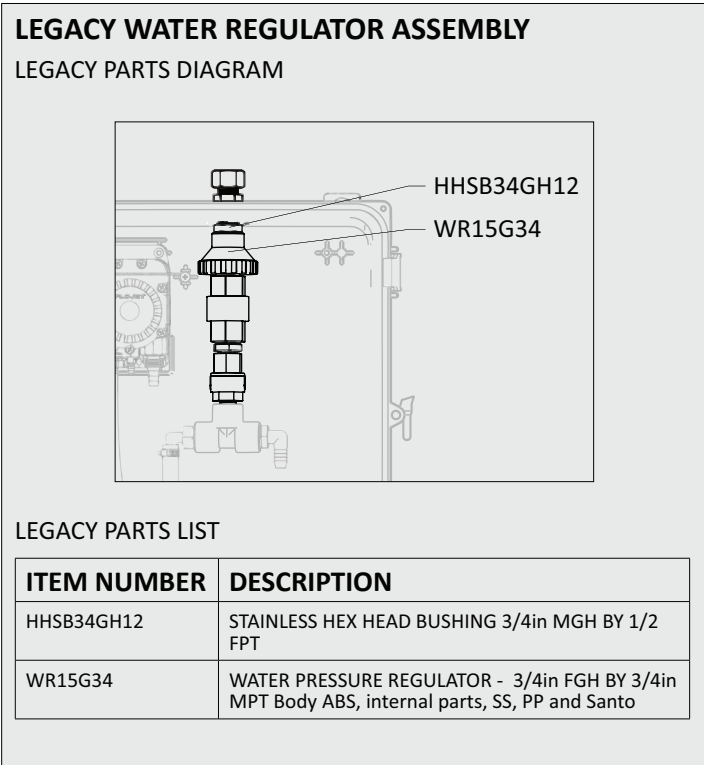 LEGACY WATER REGULATOR ASSEMBLY
LEGACY PARTS DIAGRAM
HHSB34GH12
WR15G34
FLOJET
LEGACY PARTS LIST
ITEM NUMBER DESCRIPTION
HHSB34GH12 STAINLESS HEX HEAD BUSHING 3/4in MGH BY 1/2
FPT
WR15G34 WATER PRESSURE REGULATOR -  3/4in FGH BY 3/4in
MPT Body ABS, internal parts, SS, PP and Santo